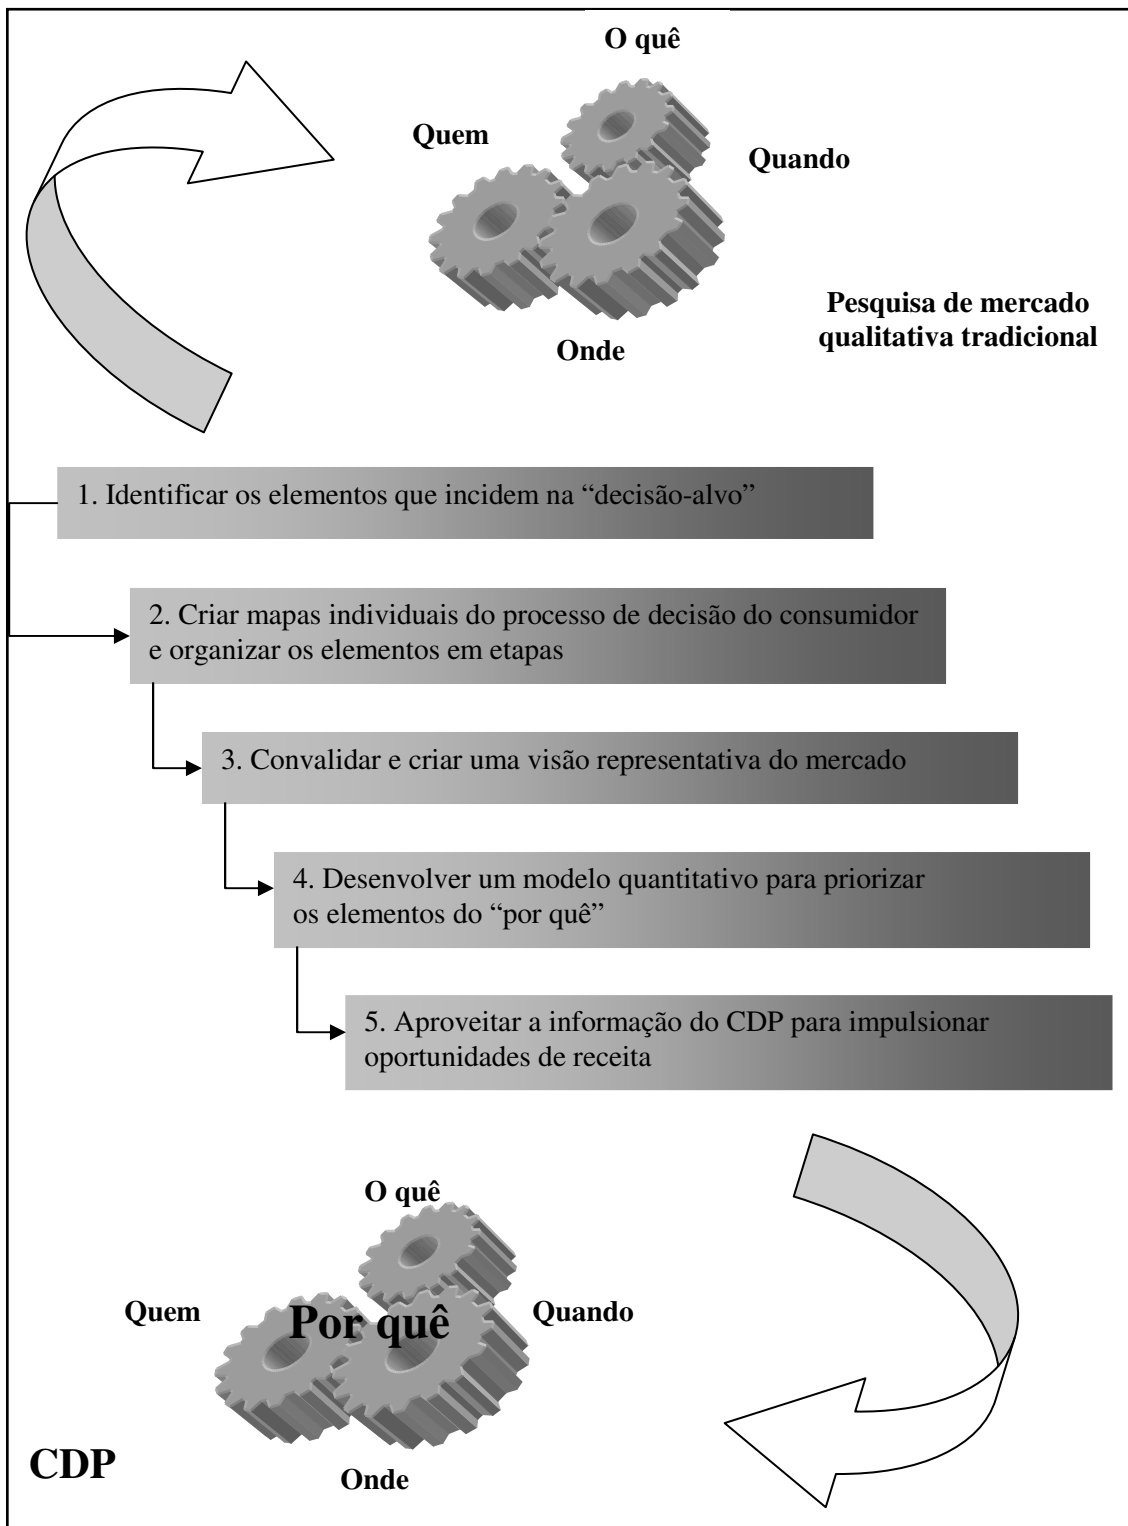 O quê
Quem
Quando
Pesquisa de mercado
qualitativa tradicional
Onde
1. Identificar os elementos que incidem na “decisão-alvo”
2. Criar mapas individuais do processo de decisão do consumidor
e organizar os elementos em etapas
3. Convalidar e criar uma visão representativa do mercado
4. Desenvolver um modelo quantitativo para priorizar
os elementos do “por quê”
5. Aproveitar a informação do CDP para impulsionar
oportunidades de receita
O quê
Quem
Por quê
Quando
CDP
Onde